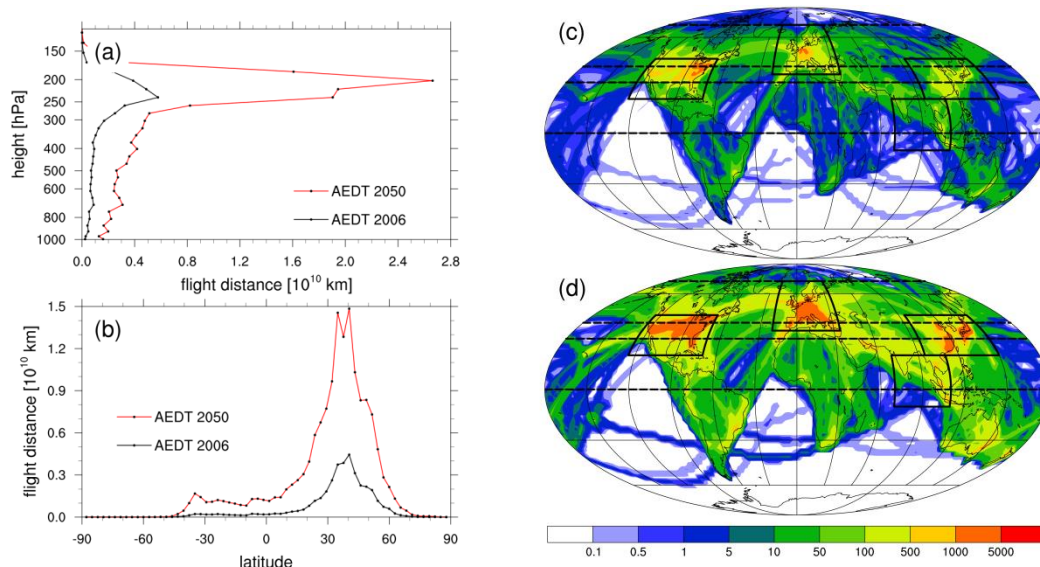 (a)
height [hPa]
150
200
250
300
400
500
600
800
1000
AEDT 2050
AEDT 2006
0.0 0.4 0.8 1.2 1.6 2.0 2.4 2.8
flight distance [10¹⁰ km]
(b)
flight distance [10¹⁰ km]
1.5
1.2
0.9
0.6
0.3
0.0
AEDT 2050
AEDT 2006
-90 -60 -30 0 30 60 90
latitude
(c)
(d)
0.1 0.5 1 5 10 50 100 500 1000 5000